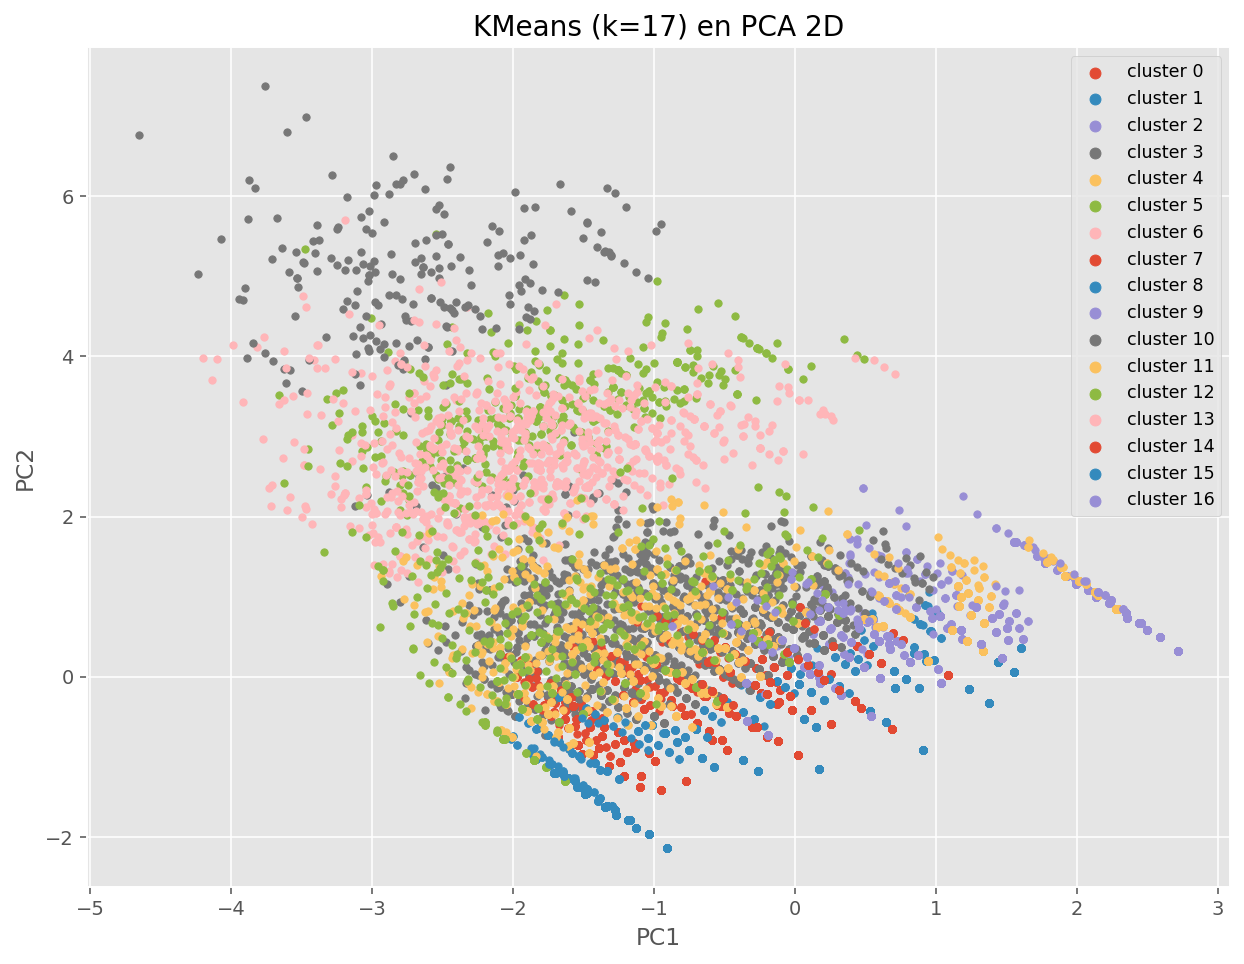 KMeans (k=17) en PCA 2D
cluster 0
cluster 1
cluster 2
cluster 3
cluster 4
cluster 5
cluster 6
cluster 7
cluster 8
cluster 9
cluster 10
cluster 11
cluster 12
cluster 13
cluster 14
cluster 15
cluster 16
6
4
2
0
−2
PC2
−5 −4 −3 −2 −1 0 1 2 3
PC1